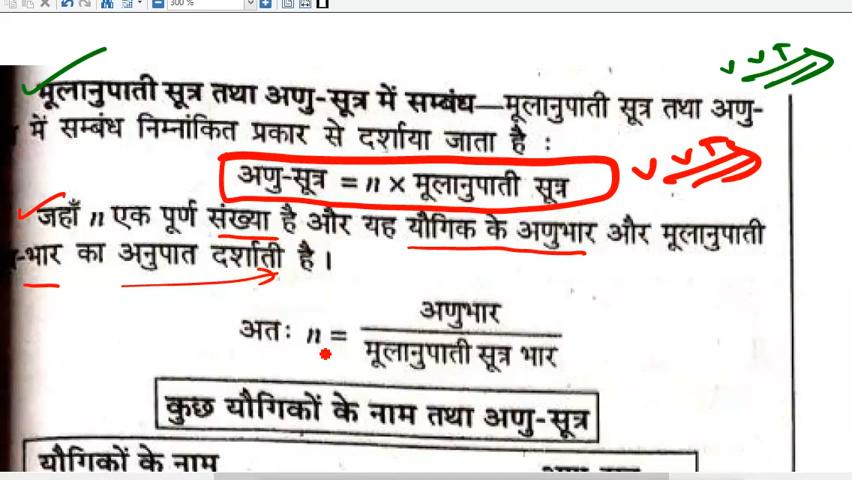 300 %
V V I
मूलानुपाती सूत्र तथा अणु-सूत्र में सम्बंध—मूलानुपाती सूत्र तथा अणु-
में सम्बंध निम्नांकित प्रकार से दर्शाया जाता है :
अणु-सूत्र = n × मूलानुपाती सूत्र V V I
जहाँ n एक पूर्ण संख्या है और यह यौगिक के अणुभार और मूलानुपाती
-भार का अनुपात दर्शाती है।
अतः n = अणुभार
मूलानुपाती सूत्र भार
कुछ यौगिकों के नाम तथा अणु-सूत्र
यौगिकों के नाम